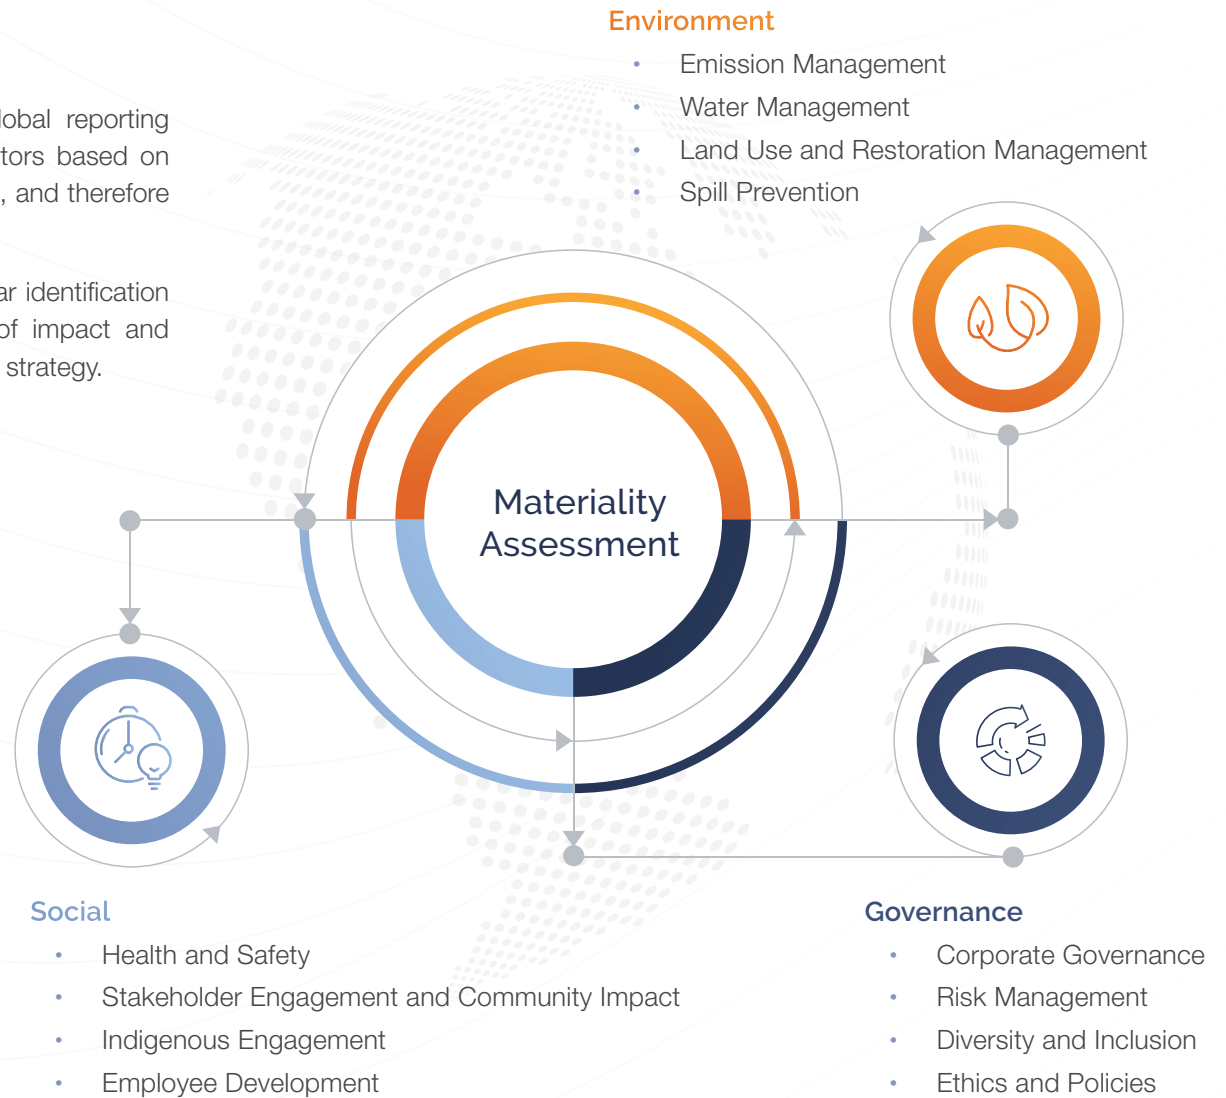 lobal reporting
tors based on
, and therefore
ar identification
of impact and
strategy.
Environment
• Emission Management
• Water Management
• Land Use and Restoration Management
• Spill Prevention
Materiality
Assessment
Social
• Health and Safety
• Stakeholder Engagement and Community Impact
• Indigenous Engagement
• Employee Development
Governance
• Corporate Governance
• Risk Management
• Diversity and Inclusion
• Ethics and Policies